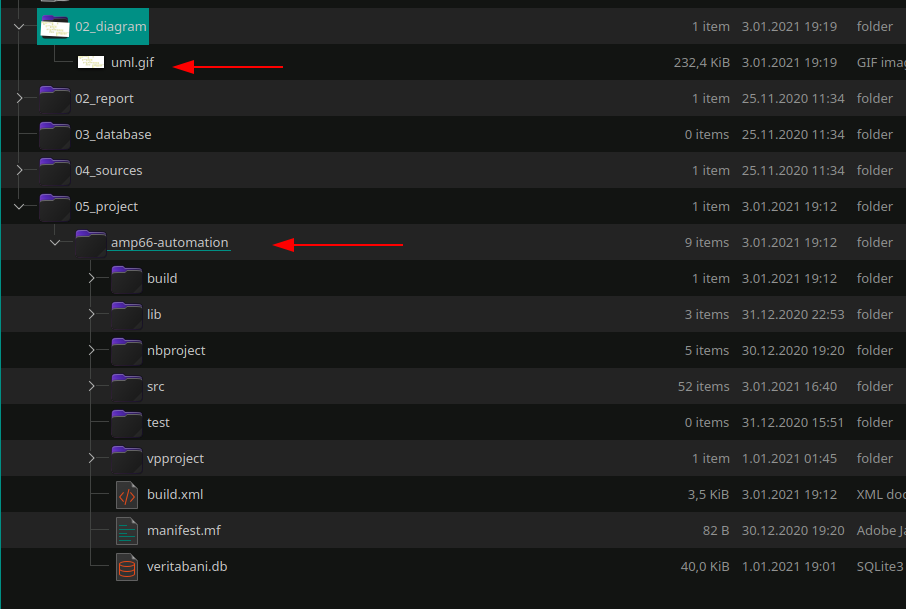 02_diagram 1 item 3.01.2021 19:19 folder
uml.gif 232,4 KiB 3.01.2021 19:19 GIF imag
02_report 1 item 25.11.2020 11:34 folder
03_database 0 items 25.11.2020 11:34 folder
04_sources 1 item 25.11.2020 11:34 folder
05_project 1 item 3.01.2021 19:12 folder
amp66-automation 9 items 3.01.2021 19:12 folder
build 1 item 3.01.2021 19:12 folder
lib 3 items 31.12.2020 22:53 folder
nbproject 5 items 30.12.2020 19:20 folder
src 52 items 3.01.2021 16:40 folder
test 0 items 31.12.2020 15:51 folder
vpproject 1 item 1.01.2021 01:45 folder
build.xml 3,5 KiB 3.01.2021 19:12 XML doc
manifest.mf 82 B 30.12.2020 19:20 Adobe Ja
veritabani.db 40,0 KiB 1.01.2021 19:01 SQLite3